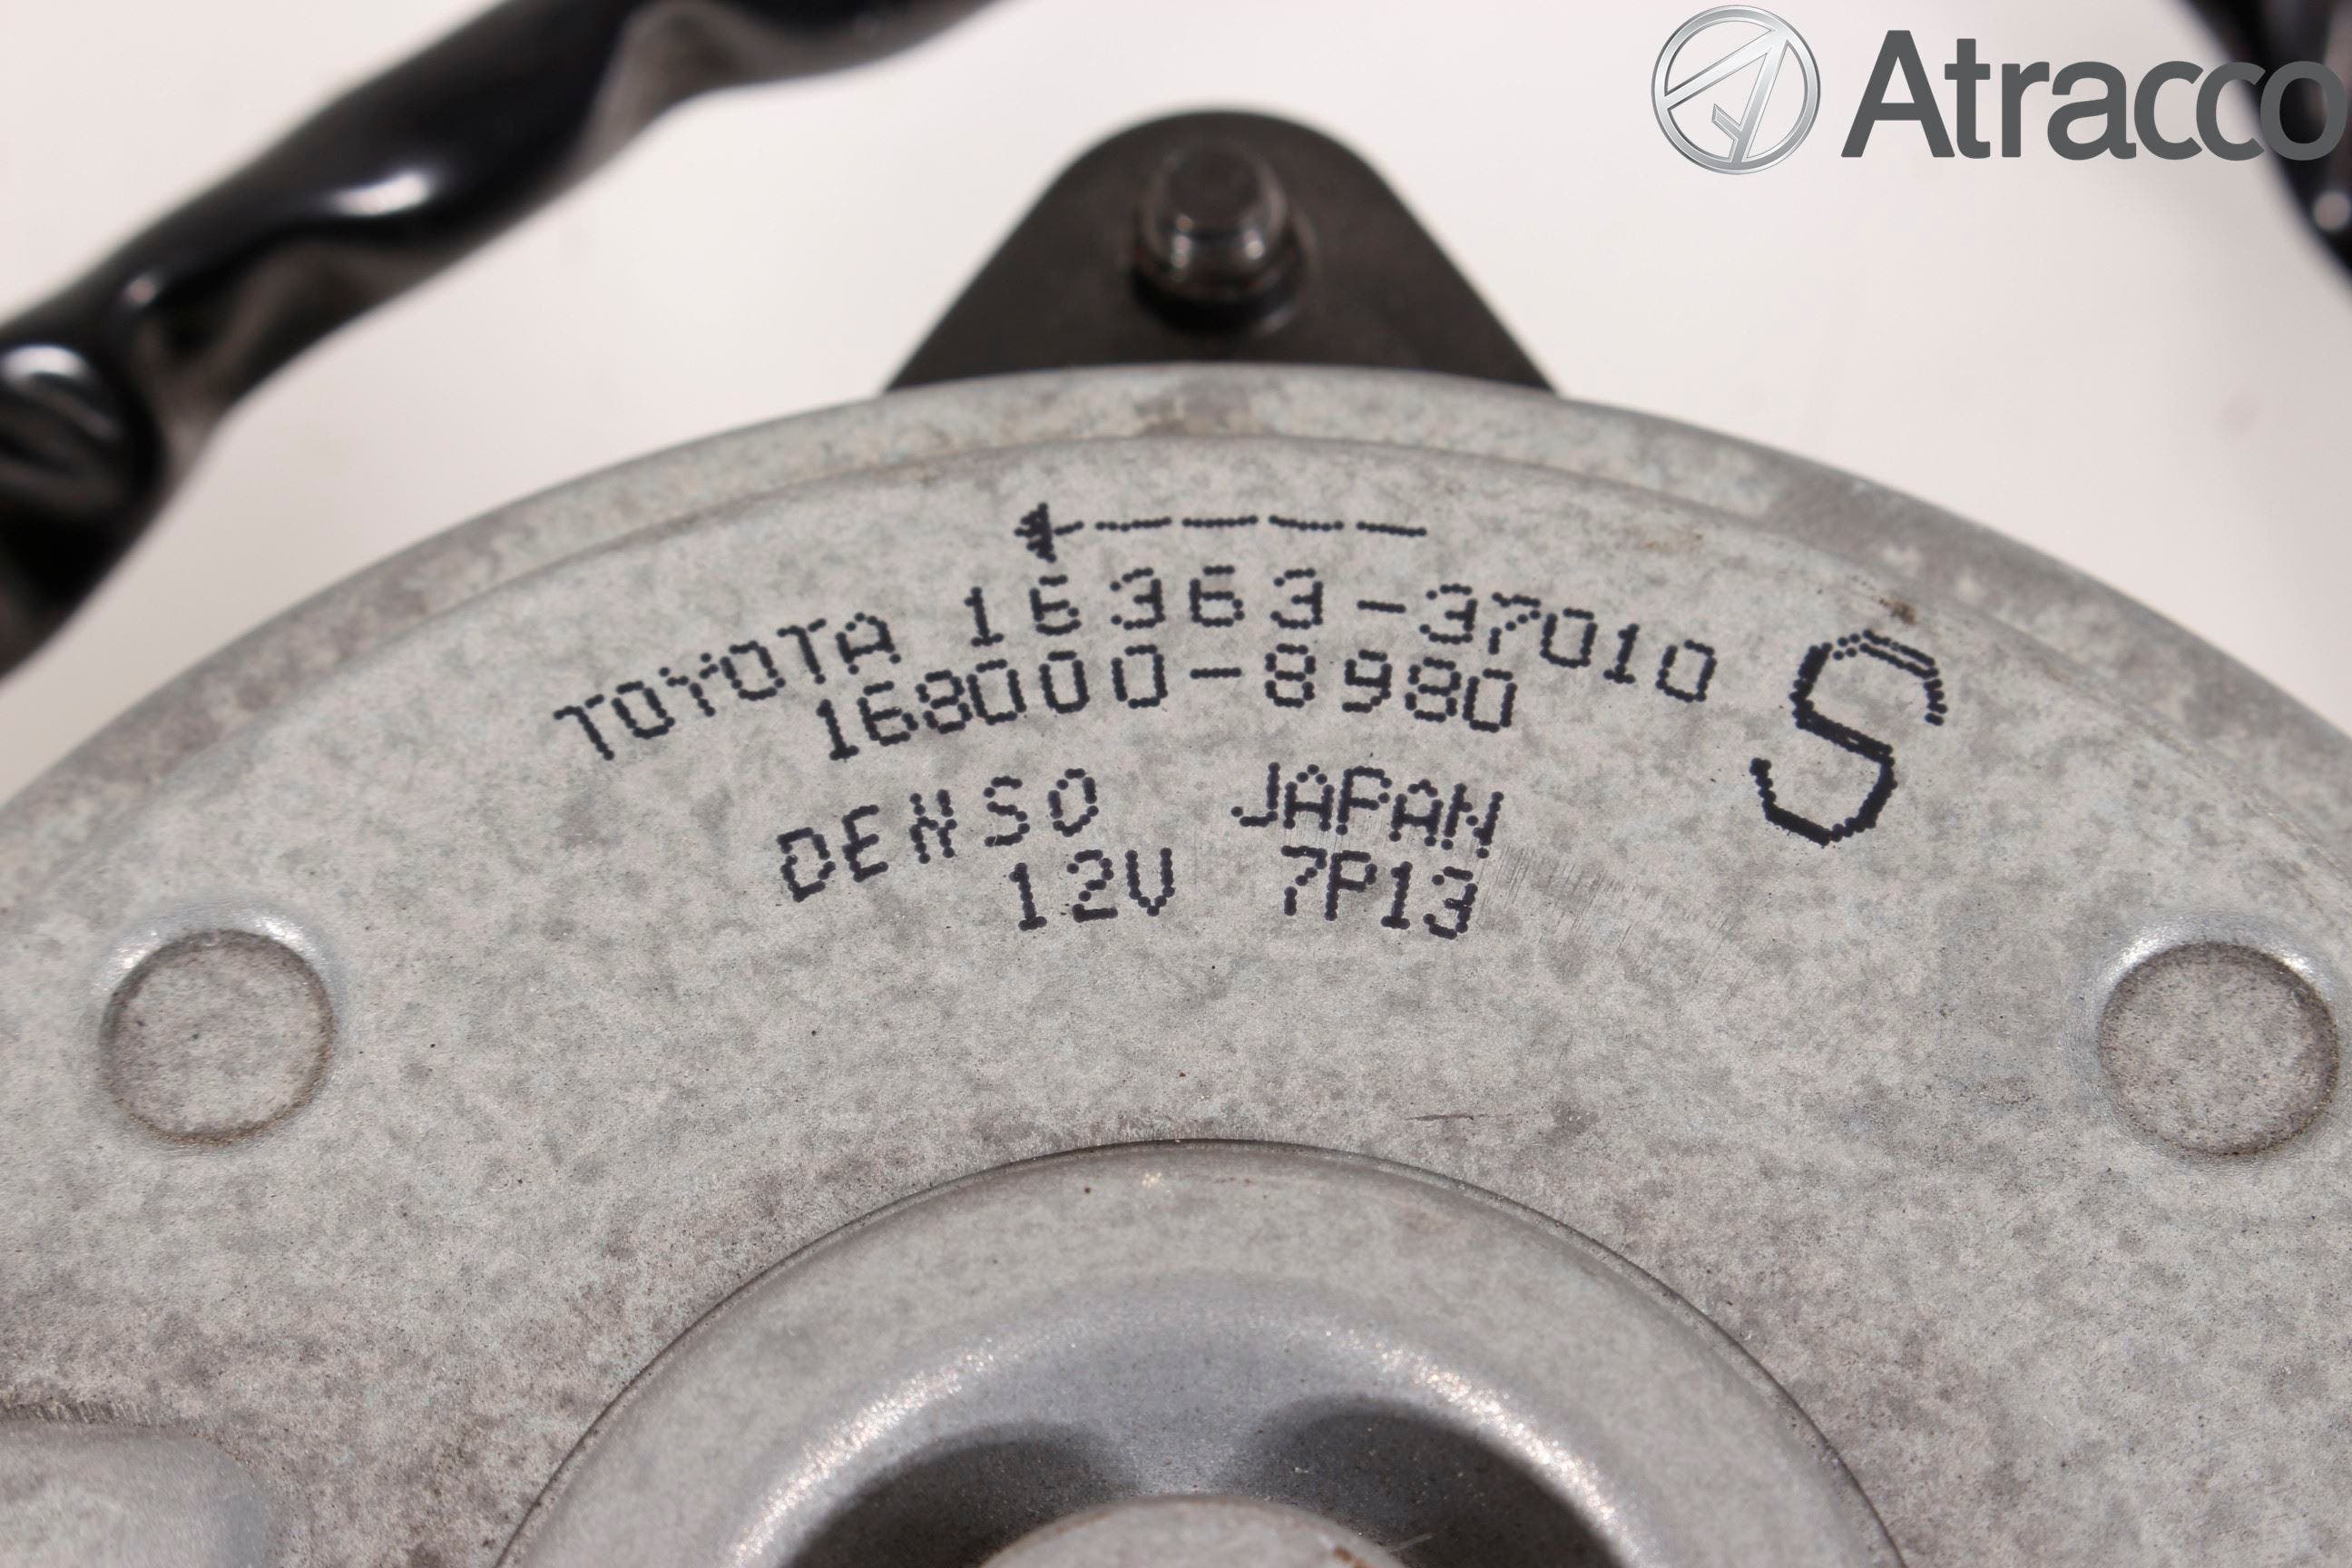 Atracco
TOYOTA 16363-37010
168000-8980
S
DENSO JAPAN
12V 7P13